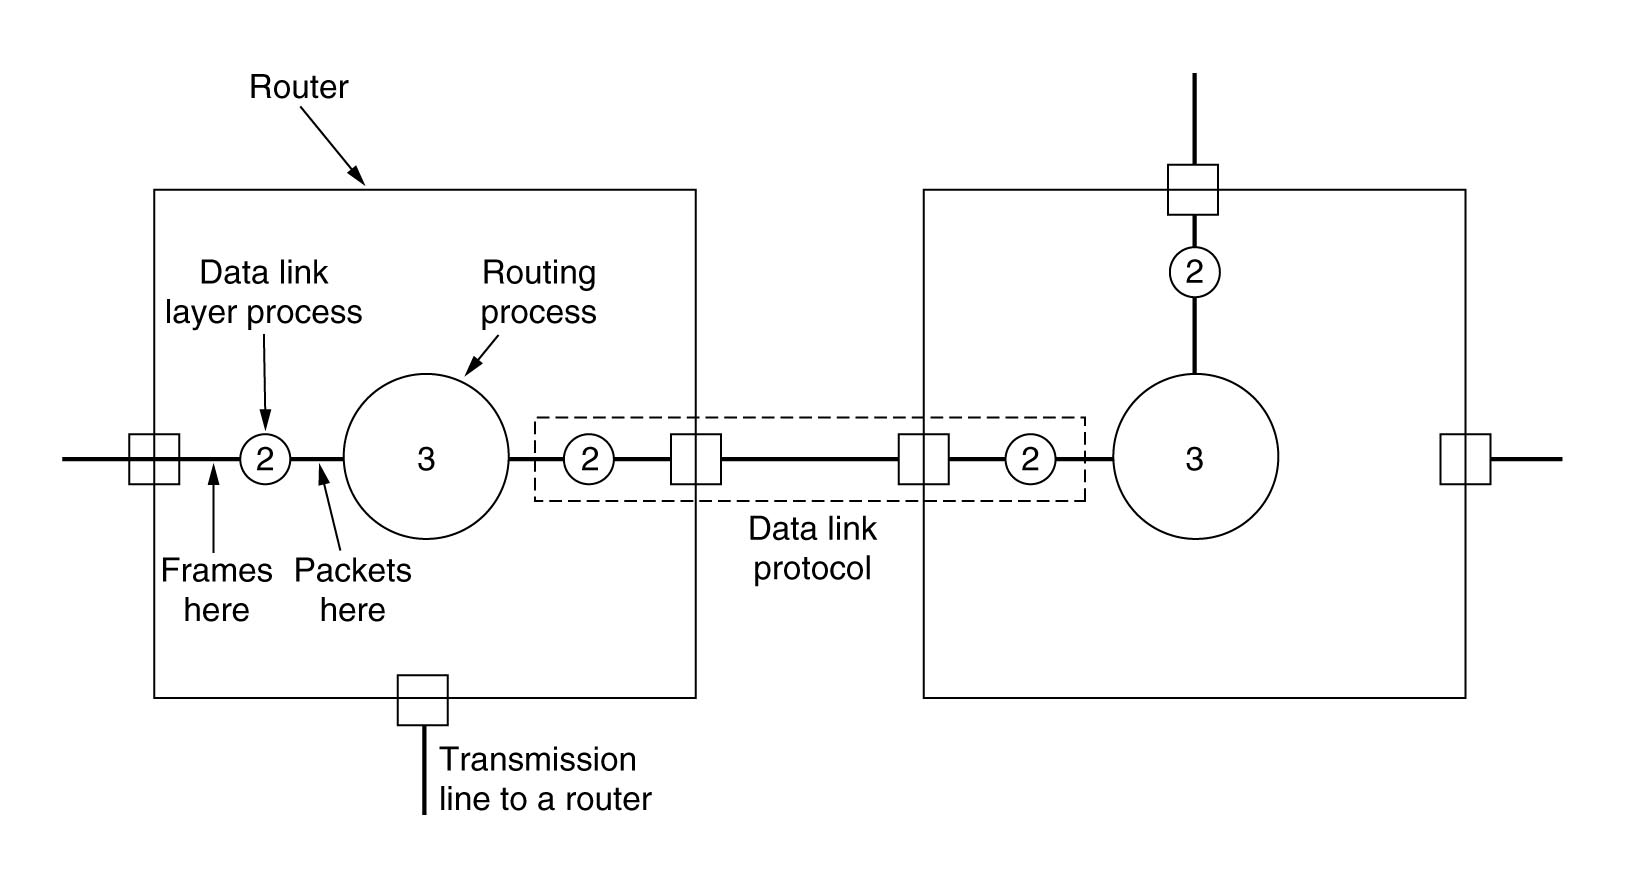 Router
Data link
layer process
Routing
process
2
2
3
2
2
3
Frames
here
Packets
here
Data link
protocol
Transmission
line to a router